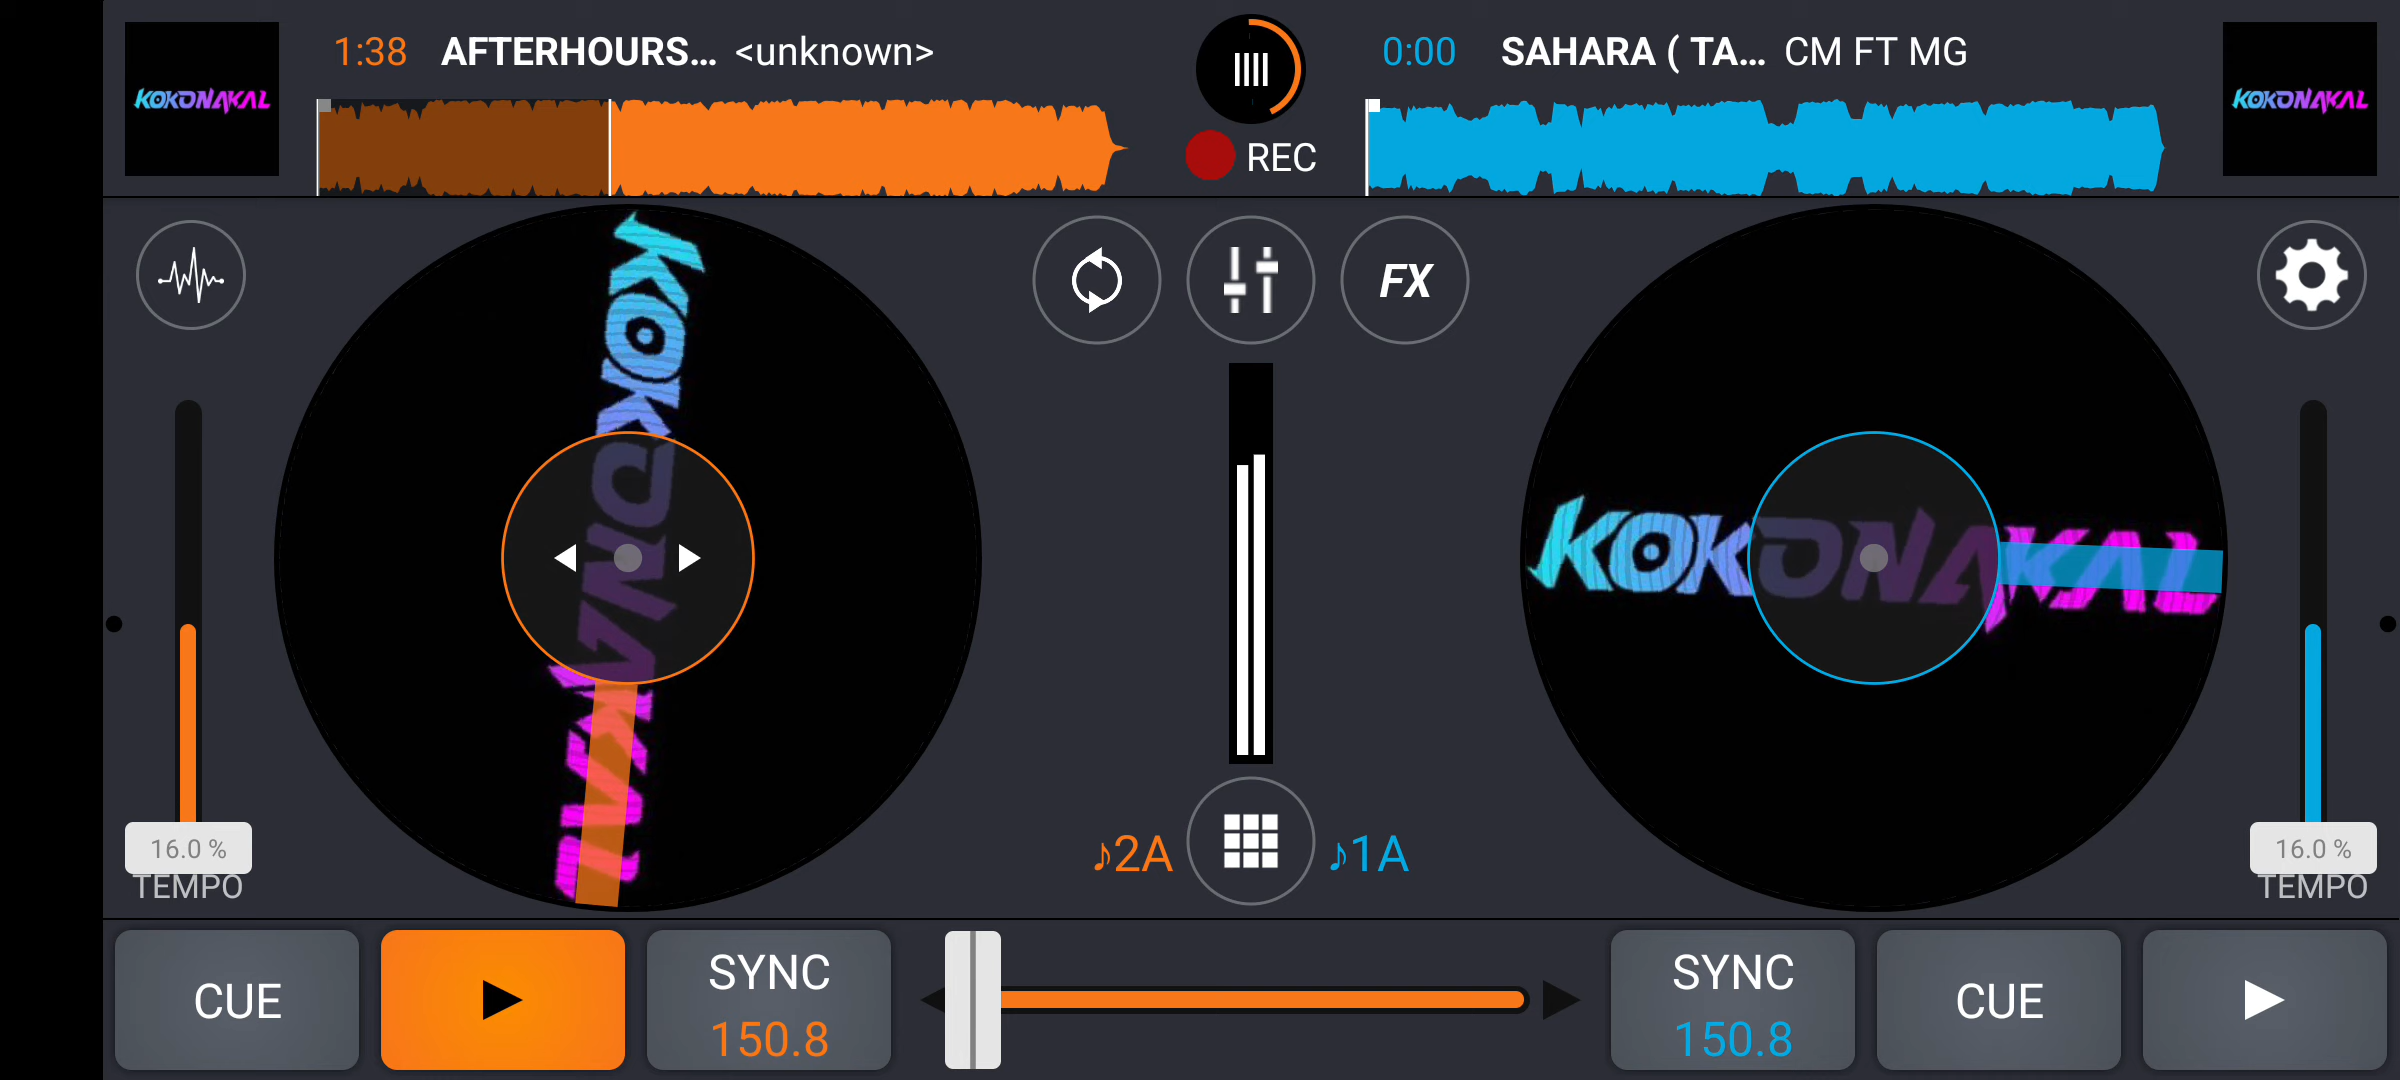 KOKONAKAL
1:38 AFTERHOURS... <unknown>
REC
0:00 SAHARA ( TA... CM FT MG
KOKONAKAL
FX
KOKONAKAL
KOKONAKAL
16.0 %
TEMPO
♪2A
♪1A
16.0 %
TEMPO
CUE
SYNC
150.8
SYNC
150.8
CUE